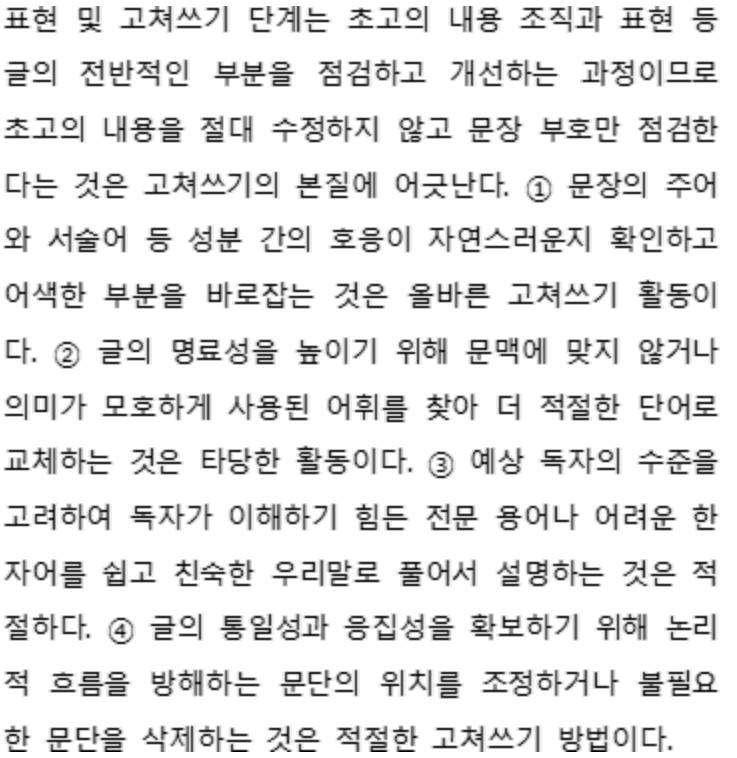 표현 및 고쳐쓰기 단계는 초고의 내용 조직과 표현 등
글의 전반적인 부분을 점검하고 개선하는 과정이므로
초고의 내용을 절대 수정하지 않고 문장 부호만 점검한
다는 것은 고쳐쓰기의 본질에 어긋난다. ① 문장의 주어
와 서술어 등 성분 간의 호응이 자연스러운지 확인하고
어색한 부분을 바로잡는 것은 올바른 고쳐쓰기 활동이
다. ② 글의 명료성을 높이기 위해 문맥에 맞지 않거나
의미가 모호하게 사용된 어휘를 찾아 더 적절한 단어로
교체하는 것은 타당한 활동이다. ③ 예상 독자의 수준을
고려하여 독자가 이해하기 힘든 전문 용어나 어려운 한
자어를 쉽고 친숙한 우리말로 풀어서 설명하는 것은 적
절하다. ④ 글의 통일성과 응집성을 확보하기 위해 논리
적 흐름을 방해하는 문단의 위치를 조정하거나 불필요
한 문단을 삭제하는 것은 적절한 고쳐쓰기 방법이다.